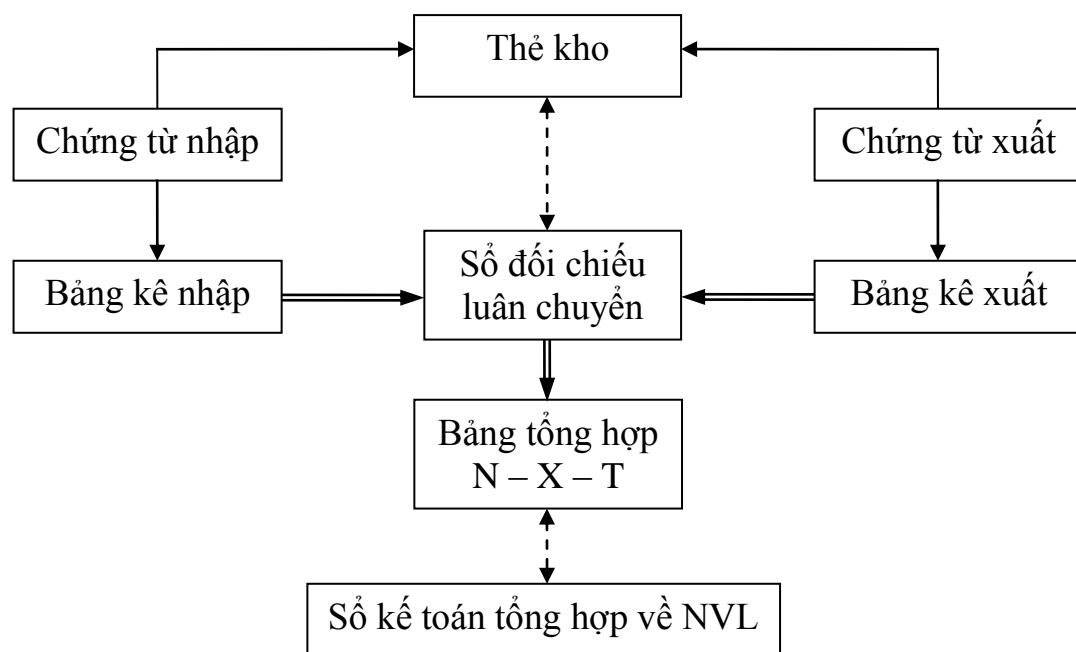 Thẻ kho
Chứng từ nhập
Chứng từ xuất
Bảng kê nhập
Sổ đối chiếu
luân chuyển
Bảng kê xuất
Bảng tổng hợp
N – X – T
Sổ kế toán tổng hợp về NVL